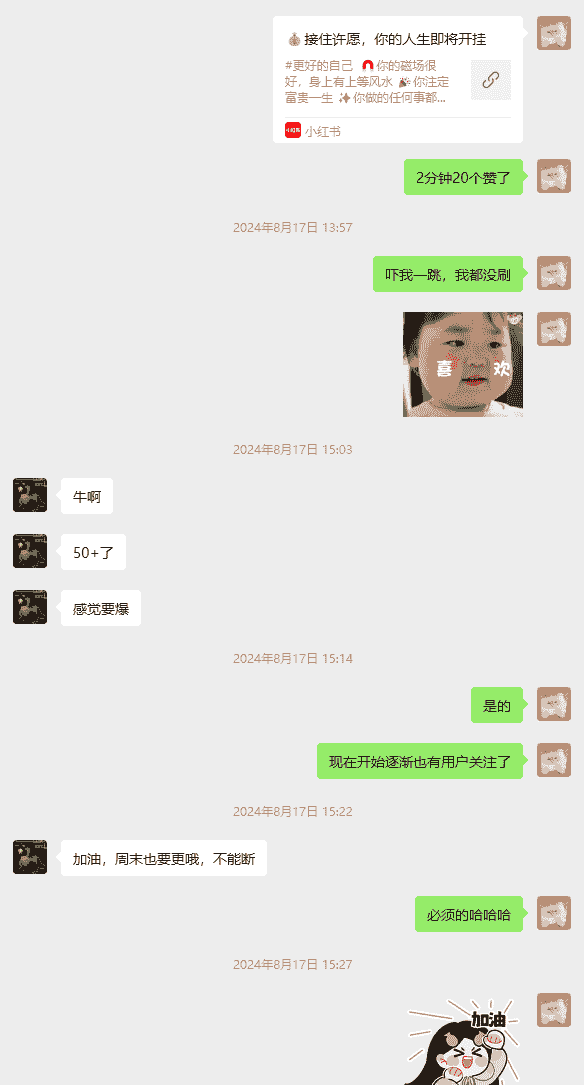 💰接住许愿，你的人生即将开挂
#更好的自己 🧲你的磁场很
好，身上有上等风水 🎉你注定
富贵一生 ✨你做的任何事都...
小红书
2分钟20个赞了
2024年8月17日 13:57
吓我一跳，我都没刷
喜 欢
2024年8月17日 15:03
牛啊
50+了
感觉要爆
2024年8月17日 15:14
是的
现在开始逐渐也有用户关注了
2024年8月17日 15:22
加油，周末也要更哦，不能断
必须的哈哈哈
2024年8月17日 15:27
加油